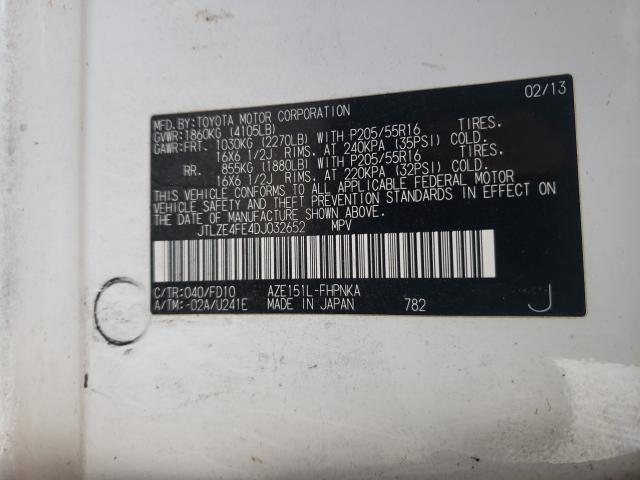 02/13
MFD.BY:TOYOTA MOTOR CORPORATION
GVWR:1860KG (4105LB)
GAWR:FRT. 1030KG (2270LB) WITH P205/55R16 TIRES.
16X6 1/2J RIMS. AT 240KPA (35PSI) COLD.
RR. 855KG (1880LB) WITH P205/55R16 TIRES.
16X6 1/2J RIMS. AT 220KPA (32PSI) COLD.
THIS VEHICLE CONFORMS TO ALL APPLICABLE FEDERAL MOTOR
VEHICLE SAFETY AND THEFT PREVENTION STANDARDS IN EFFECT ON
THE DATE OF MANUFACTURE SHOWN ABOVE.
JTLZE4FE4DJ032652 MPV
C/TR:040/FD10 AZE151L-FHPNKA
A/TM:-02A/U241E MADE IN JAPAN 782
J